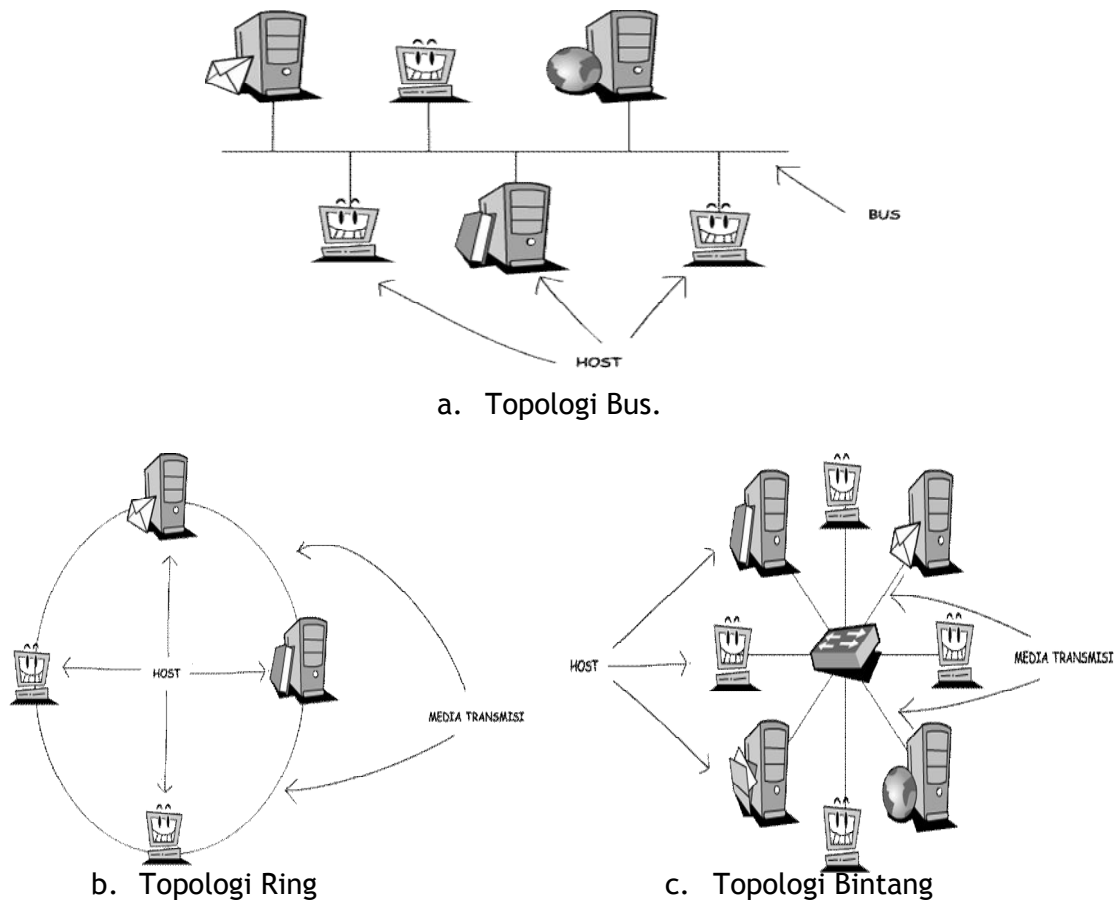 BUS
HOST
a. Topologi Bus.
HOST
MEDIA TRANSMISI
b. Topologi Ring
HOST
MEDIA TRANSMISI
c. Topologi Bintang